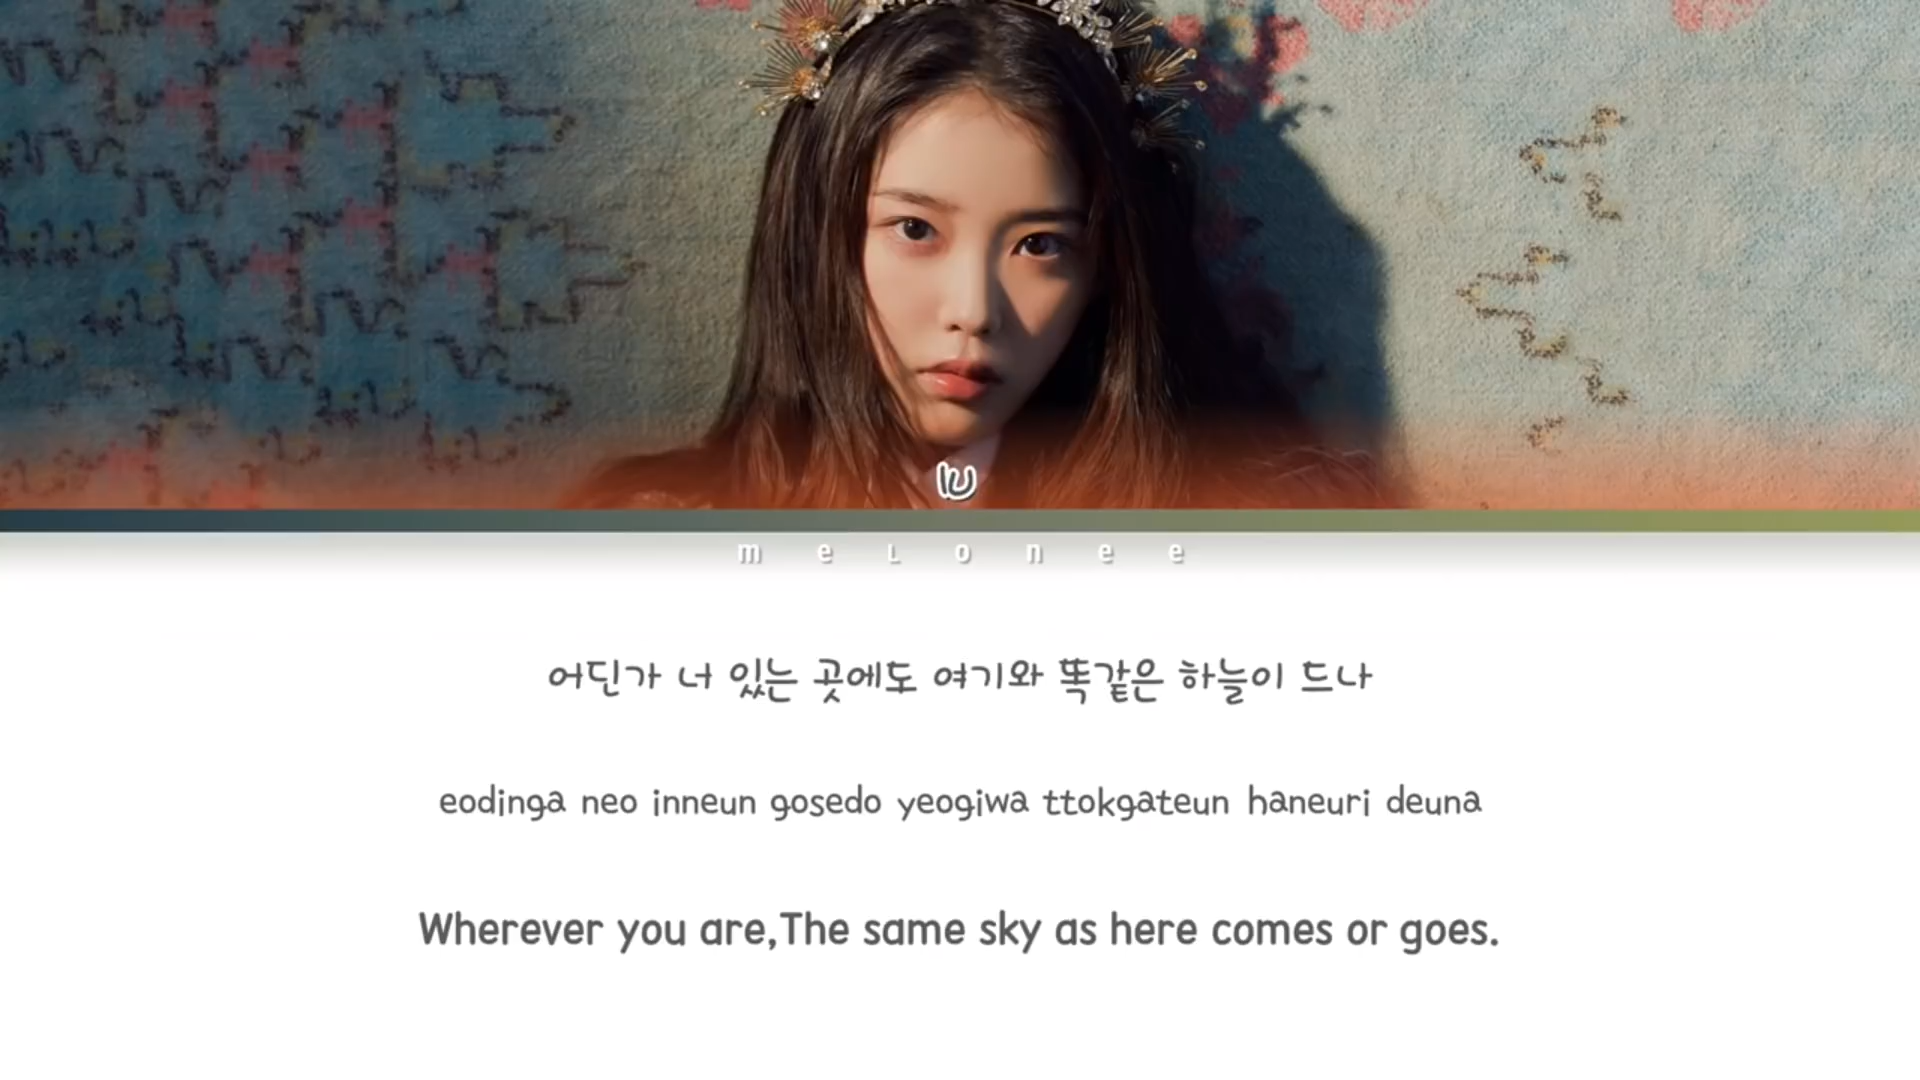 IU
meLonee
어딘가 너 있는 곳에도 여기와 똑같은 하늘이 드나
eodinga neo inneun gosedo yeogiwa ttokgateun haneuri deuna
Wherever you are,The same sky as here comes or goes.